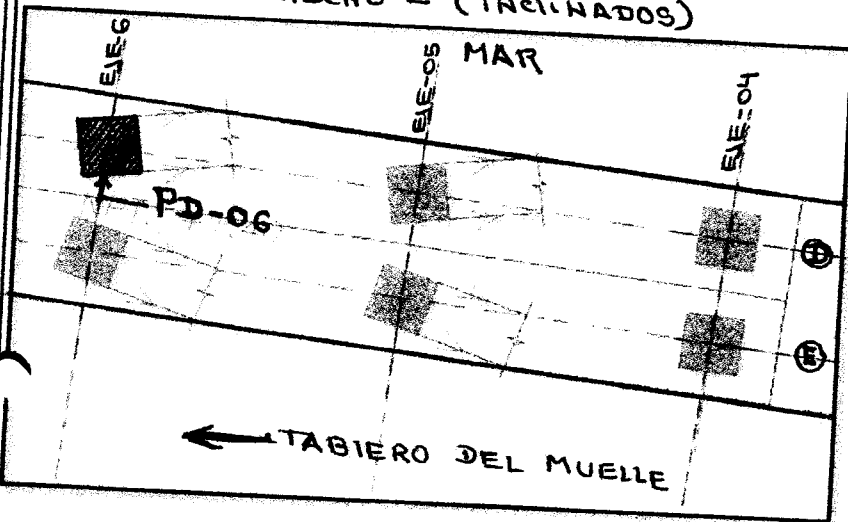 (INCLINADOS)
MAR
EJE-6
EJE-05
EJE-04
PD-06
D
E
TABIERO DEL MUELLE